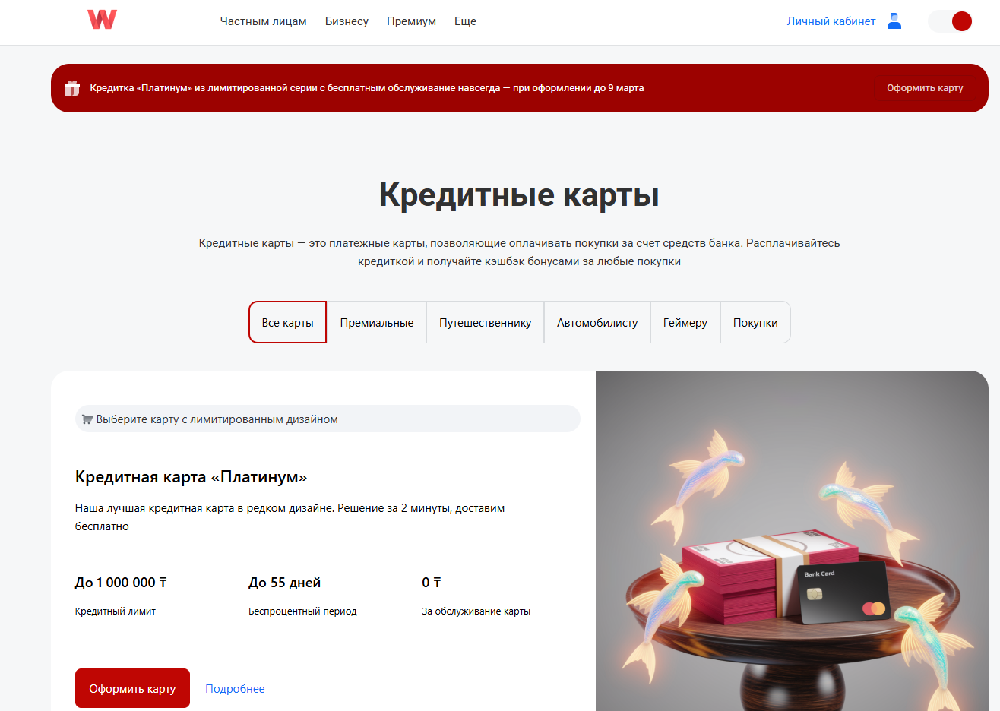 W
Частным лицам Бизнесу Премиум Еще Личный кабинет
Кредитка «Платинум» из лимитированной серии с бесплатным обслуживание навсегда — при оформлении до 9 марта Оформить карту
Кредитные карты
Кредитные карты — это платежные карты, позволяющие оплачивать покупки за счет средств банка. Расплачивайтесь
кредиткой и получайте кэшбэк бонусами за любые покупки
Все карты Премиальные Путешественнику Автомобилисту Геймеру Покупки
Выберите карту с лимитированным дизайном
Кредитная карта «Платинум»
Наша лучшая кредитная карта в редком дизайне. Решение за 2 минуты, доставим
бесплатно
До 1 000 000 ₸ До 55 дней 0 ₸
Кредитный лимит Беспроцентный период За обслуживание карты
Оформить карту Подробнее
Bank Card